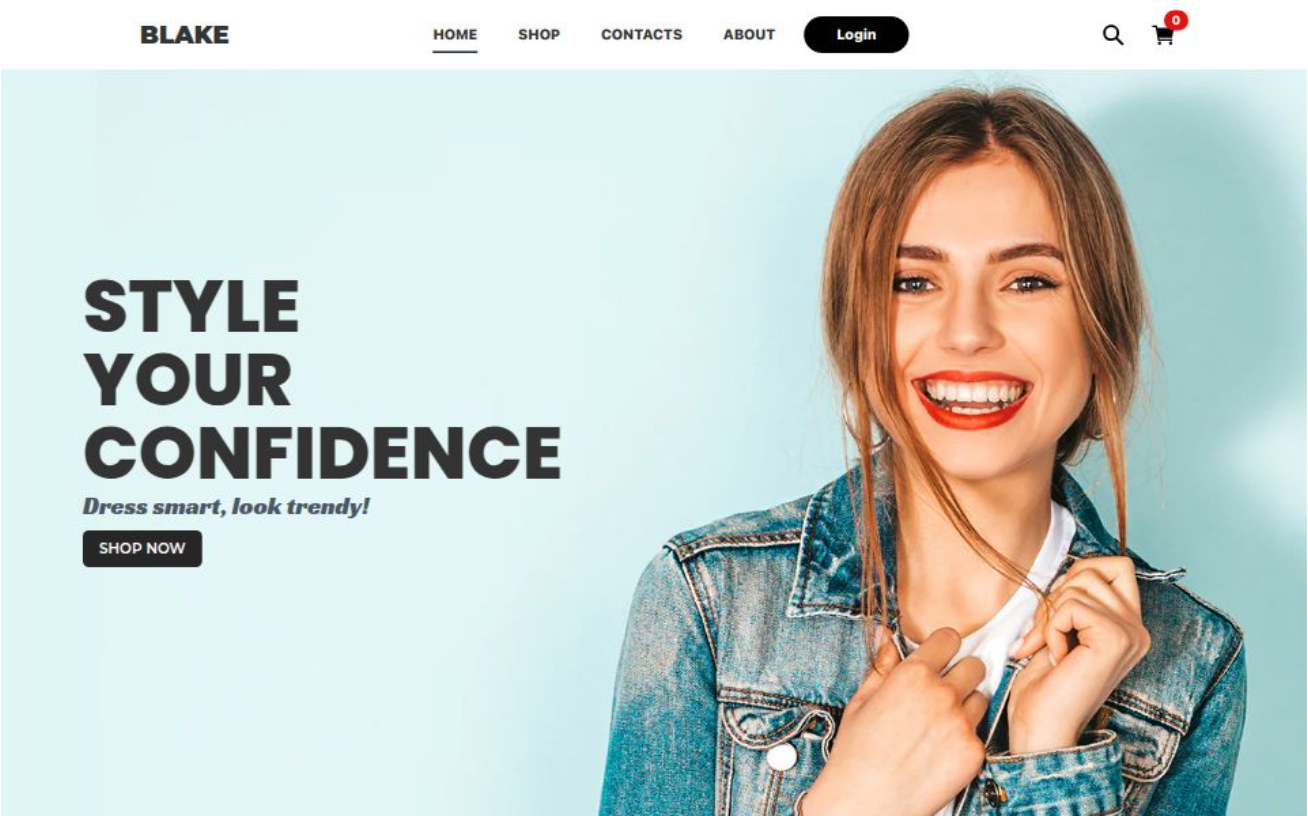 BLAKE
HOME SHOP CONTACTS ABOUT Login
0
STYLE
YOUR
CONFIDENCE
Dress smart, look trendy!
SHOP NOW